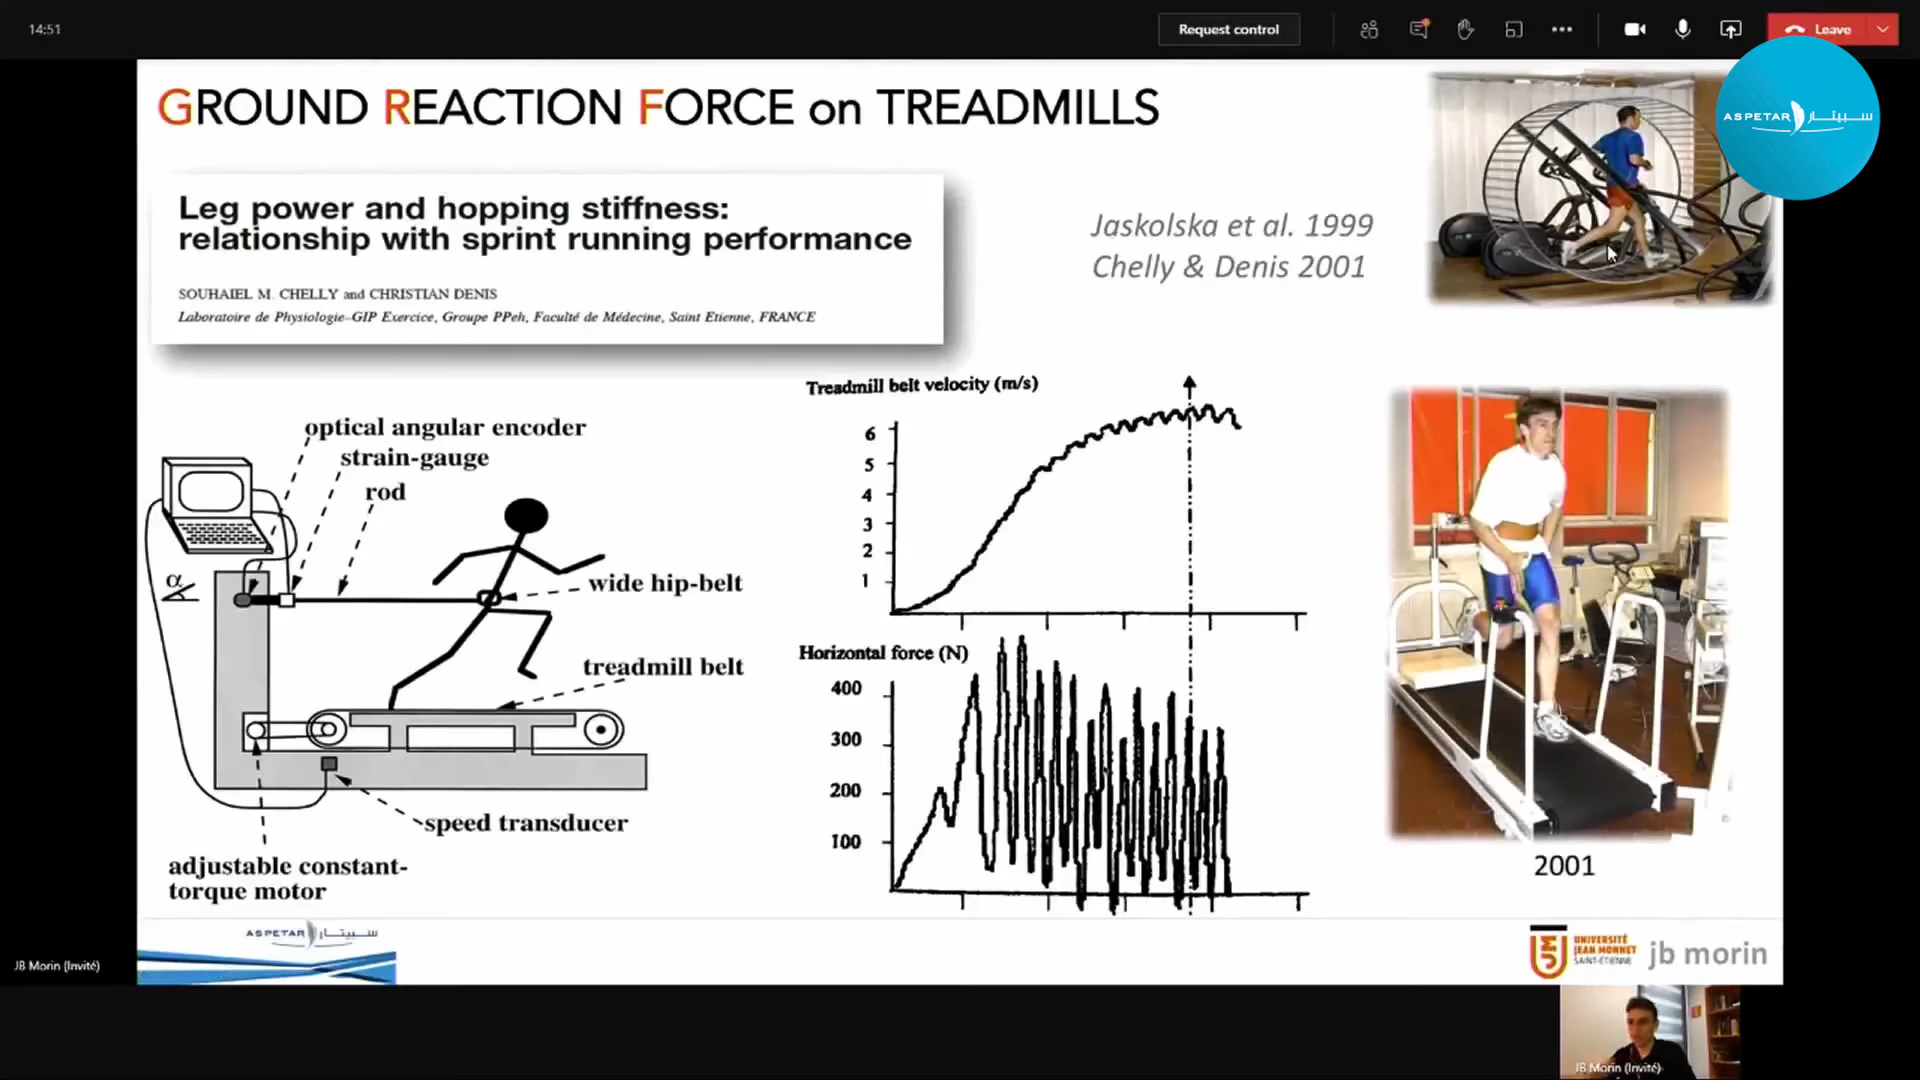 14:51
Request control
Leave
GROUND REACTION FORCE on TREADMILLS
ASPETAR سبيتار
Leg power and hopping stiffness:
relationship with sprint running performance
SOUHAIEL M. CHELLY and CHRISTIAN DENIS
Laboratoire de Physiologie–GIP Exercice, Groupe PPeh, Faculté de Médecine, Saint Etienne, FRANCE
Jaskolska et al. 1999
Chelly & Denis 2001
optical angular encoder
strain-gauge
rod
α
wide hip-belt
treadmill belt
speed transducer
adjustable constant-
torque motor
Treadmill belt velocity (m/s)
6
5
4
3
2
1
Horizontal force (N)
400
300
200
100
2001
ASPETAR سبيتار
UNIVERSITÉ
JEAN MONNET
SAINT-ÉTIENNE
jb morin
JB Morin (Invité)
JB Morin (Invité)